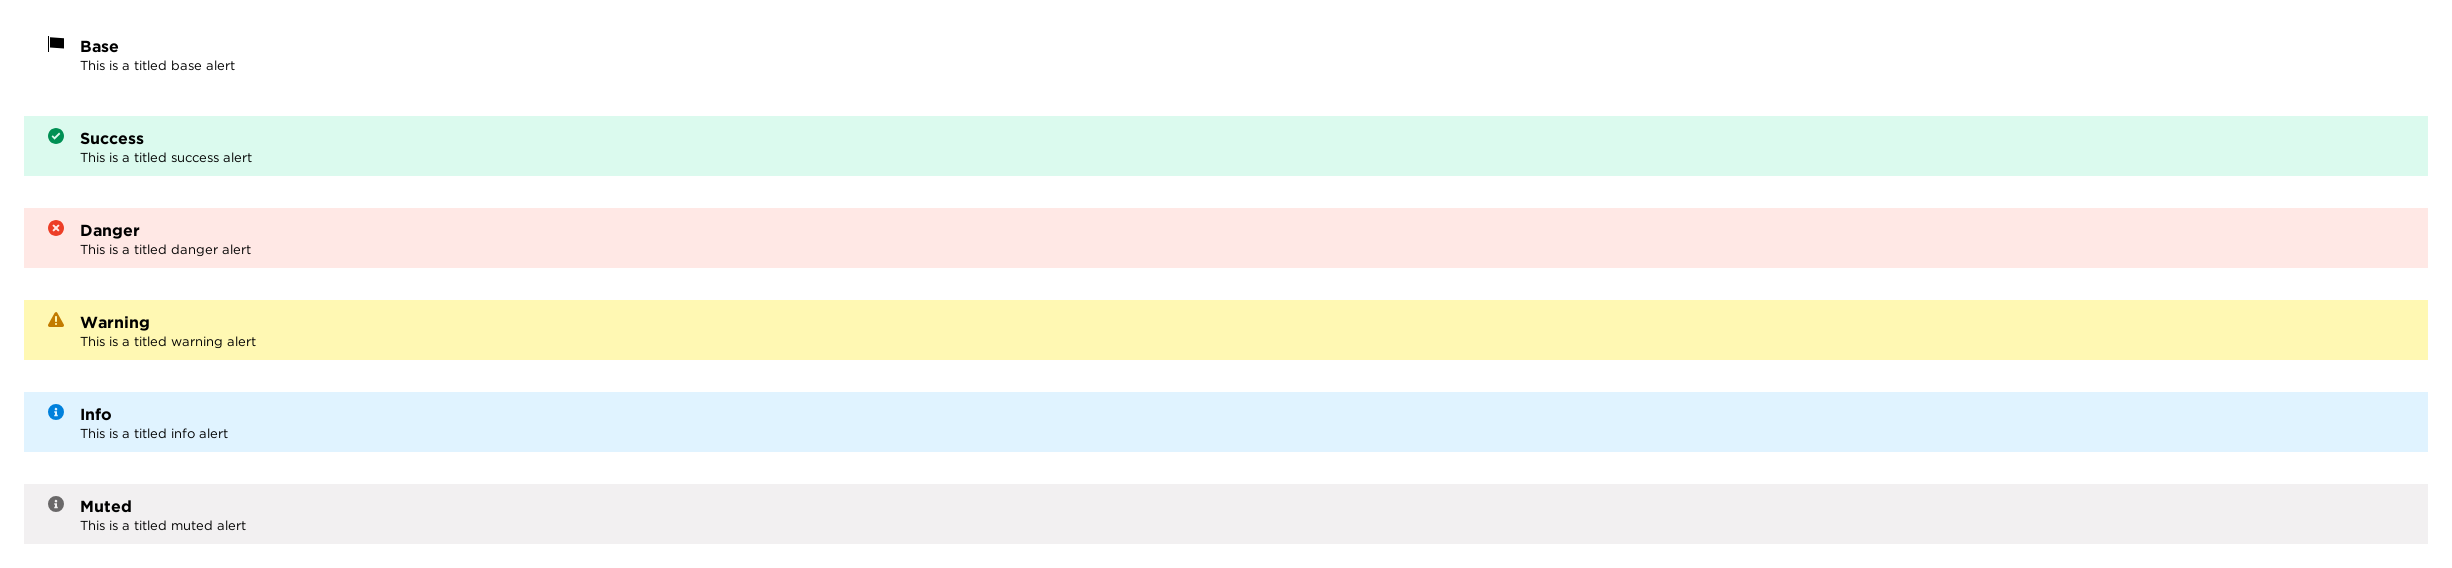 Base
This is a titled base alert
Success
This is a titled success alert
Danger
This is a titled danger alert
Warning
This is a titled warning alert
Info
This is a titled info alert
Muted
This is a titled muted alert